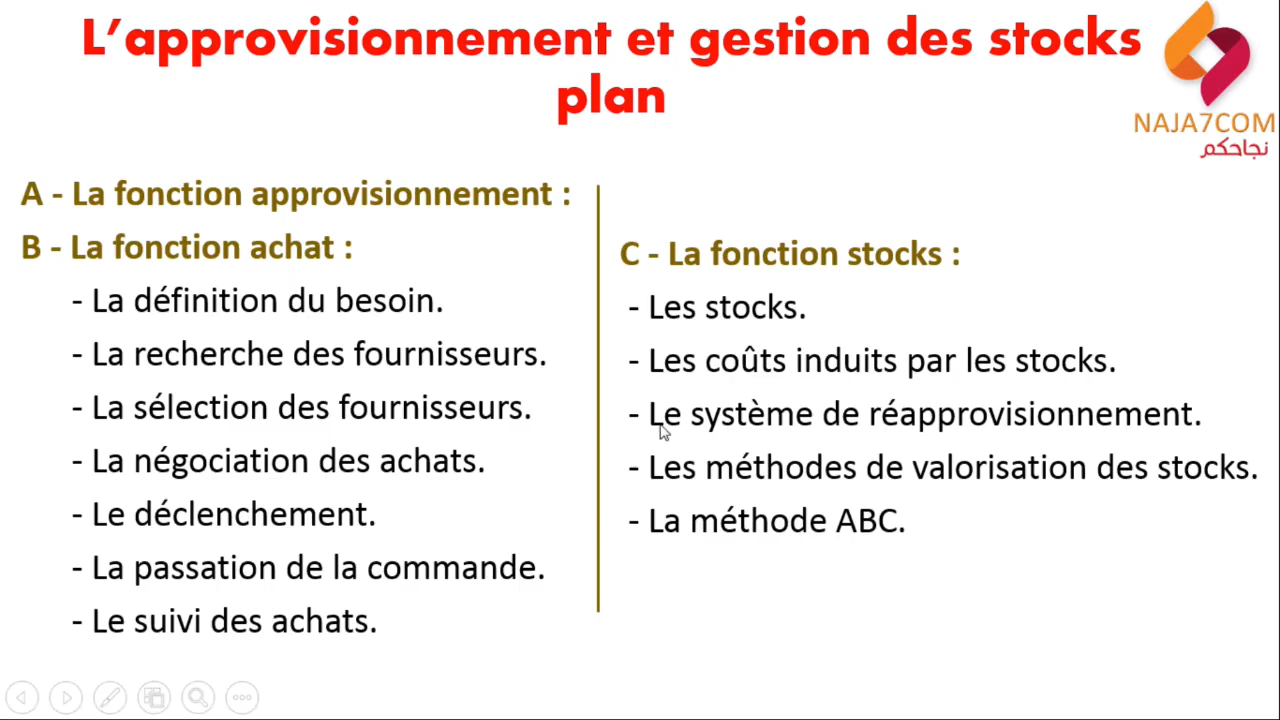 L’approvisionnement et gestion des stocks
plan
NAJA7COM
نجاحكم
A - La fonction approvisionnement :
B - La fonction achat :
- La définition du besoin.
- La recherche des fournisseurs.
- La sélection des fournisseurs.
- La négociation des achats.
- Le déclenchement.
- La passation de la commande.
- Le suivi des achats.
C - La fonction stocks :
- Les stocks.
- Les coûts induits par les stocks.
- Le système de réapprovisionnement.
- Les méthodes de valorisation des stocks.
- La méthode ABC.